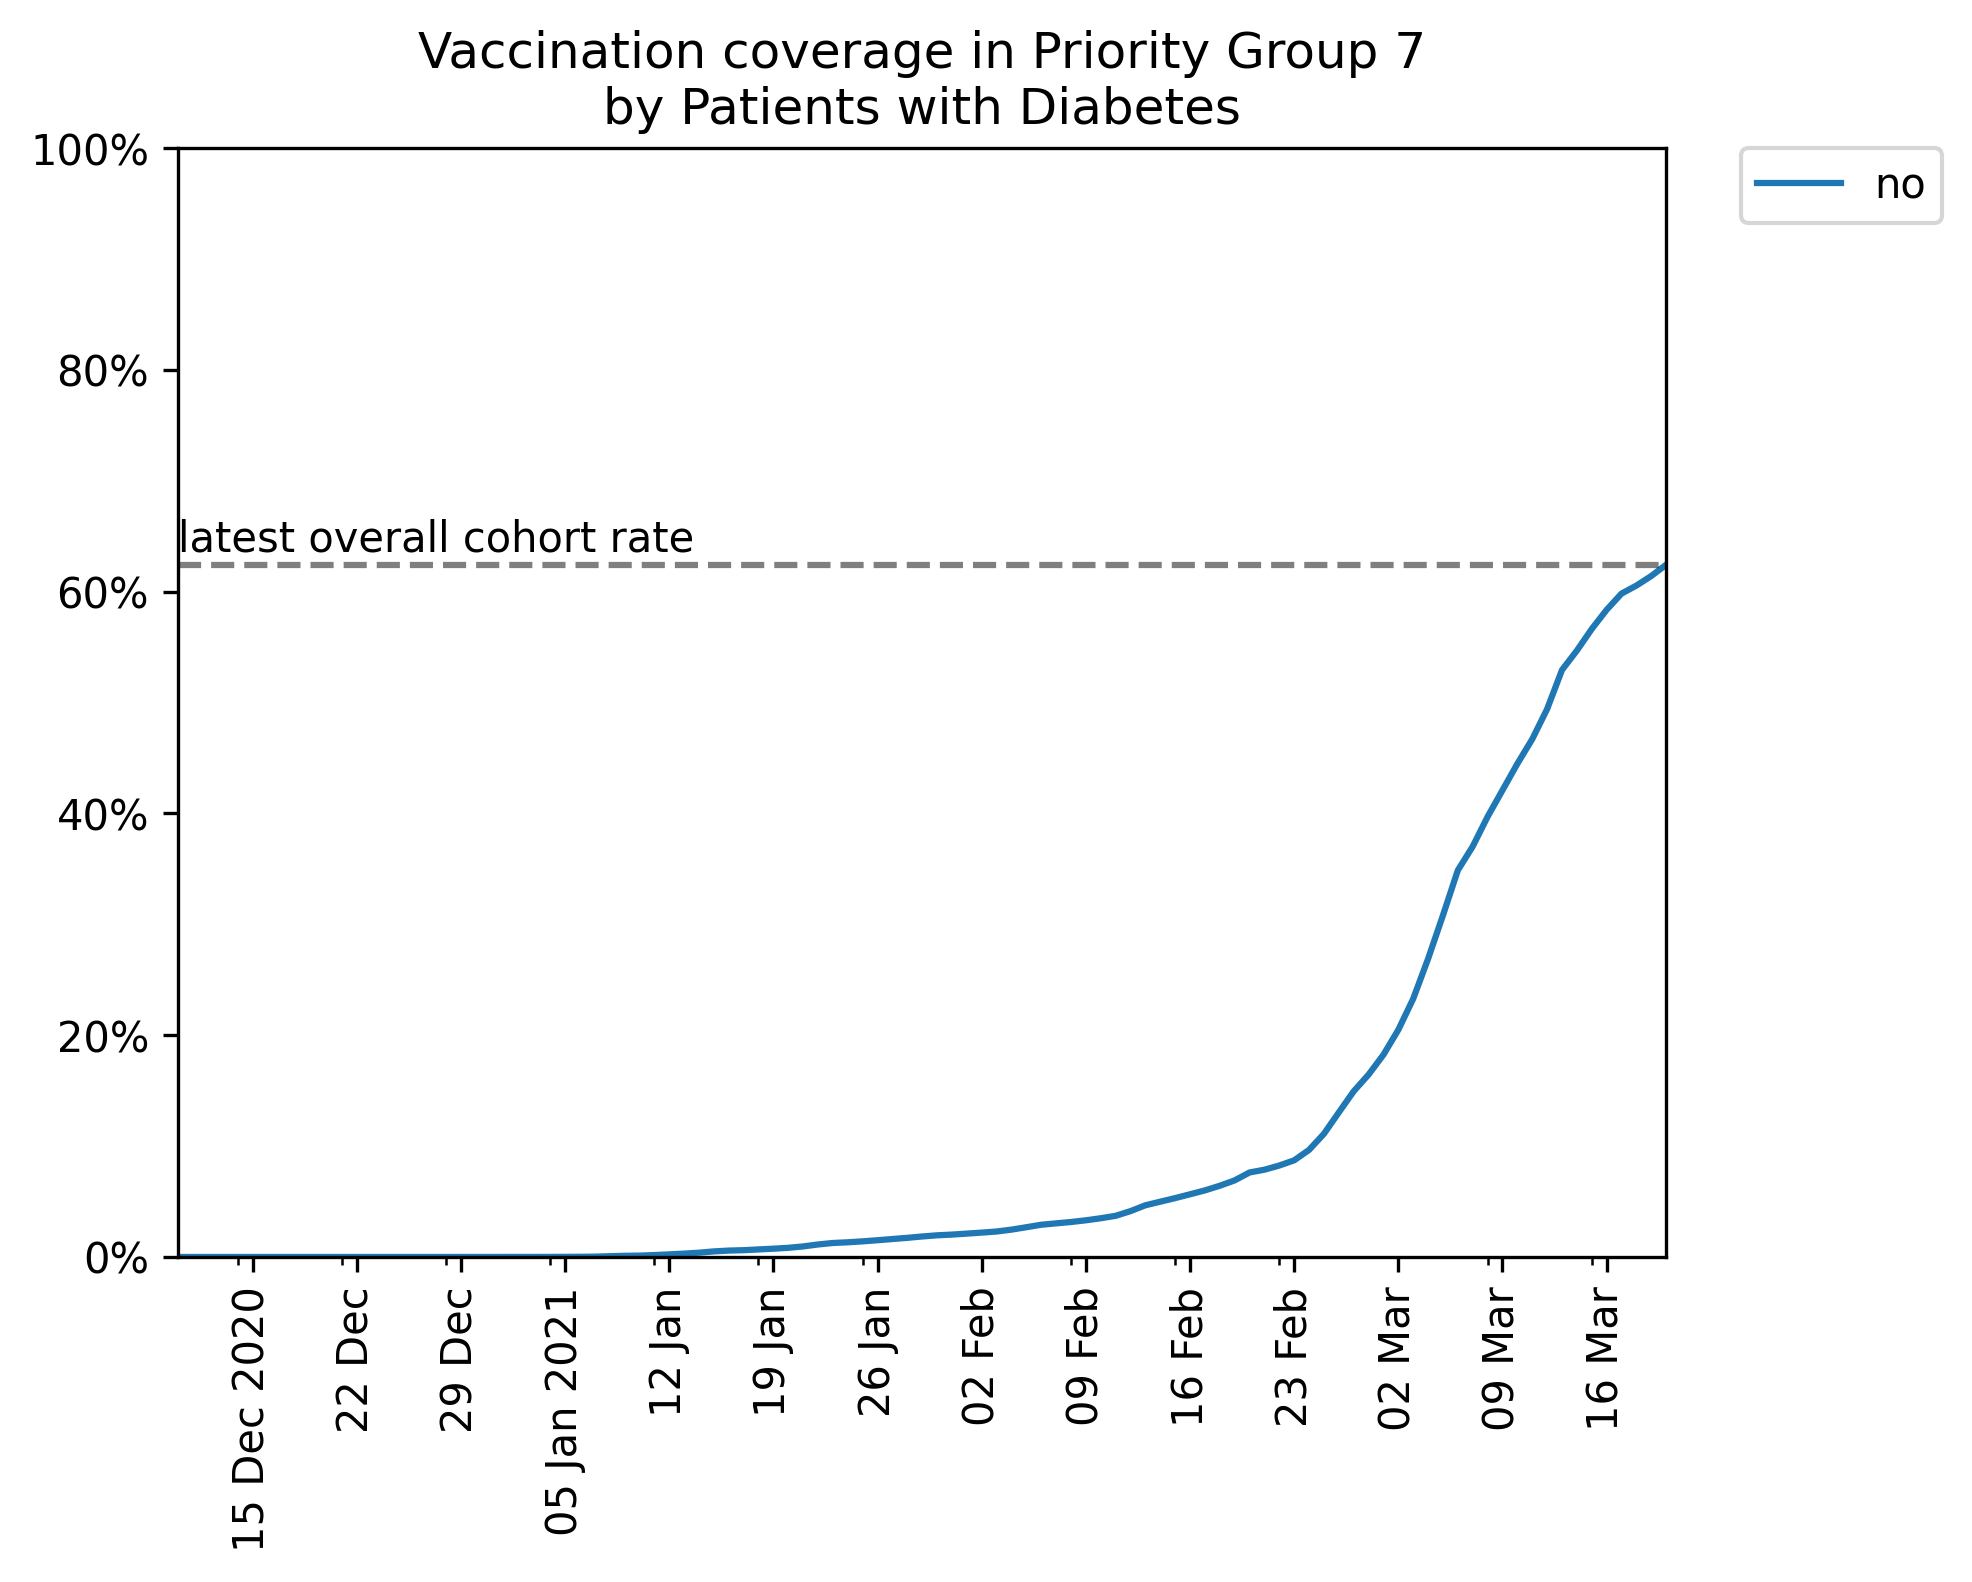 Vaccination coverage in Priority Group 7
by Patients with Diabetes
100%
80%
60%
40%
20%
0%
latest overall cohort rate
no
15 Dec 2020
22 Dec
29 Dec
05 Jan 2021
12 Jan
19 Jan
26 Jan
02 Feb
09 Feb
16 Feb
23 Feb
02 Mar
09 Mar
16 Mar